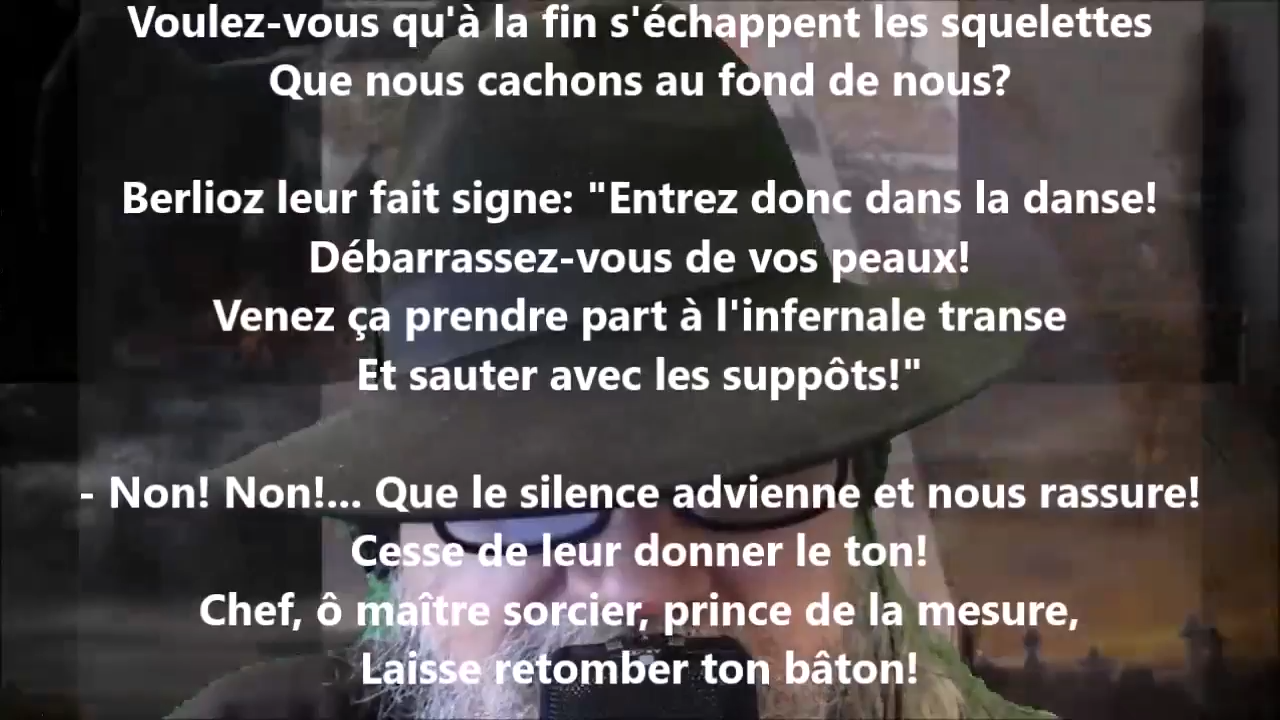 Voulez-vous qu'à la fin s'échappent les squelettes
Que nous cachons au fond de nous?
Berlioz leur fait signe: "Entrez donc dans la danse!
Débarrassez-vous de vos peaux!
Venez ça prendre part à l'infernale transe
Et sauter avec les suppôts!"
- Non! Non!... Que le silence advienne et nous rassure!
Cesse de leur donner le ton!
Chef, ô maître sorcier, prince de la mesure,
Laisse retomber ton bâton!